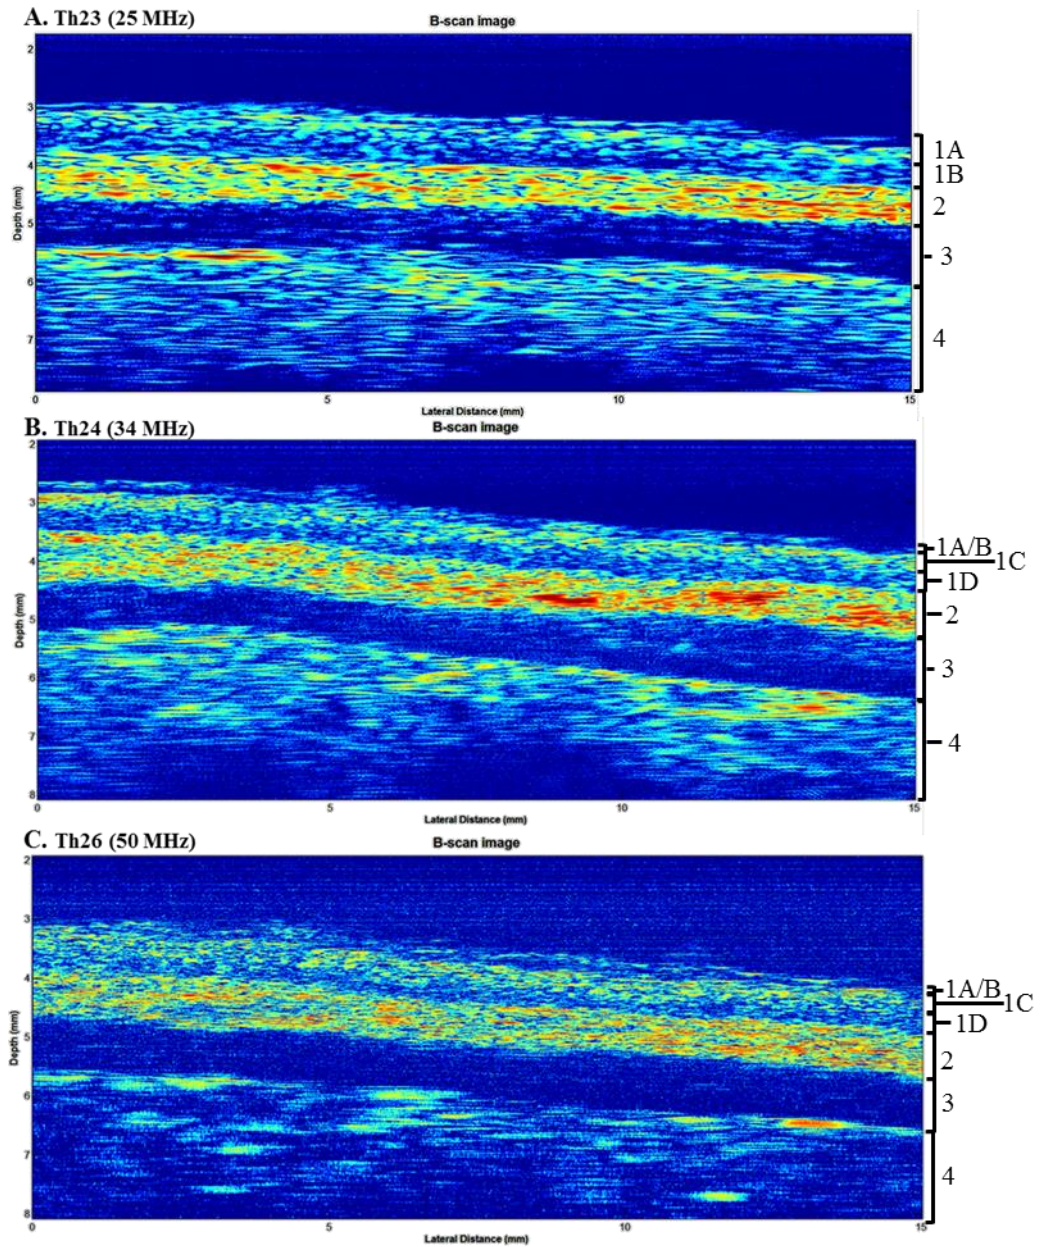 A. Th23 (25 MHz)
B-scan image
2
3
4
5
6
7
Depth (mm)
0
5
10
15
Lateral Distance (mm)
1A
1B
2
3
4
B. Th24 (34 MHz)
B-scan image
2
3
4
5
6
7
8
Depth (mm)
0
5
10
15
Lateral Distance (mm)
1A/B
1C
1D
2
3
4
C. Th26 (50 MHz)
B-scan image
2
3
4
5
6
7
8
Depth (mm)
0
5
10
15
Lateral Distance (mm)
1A/B
1C
1D
2
3
4